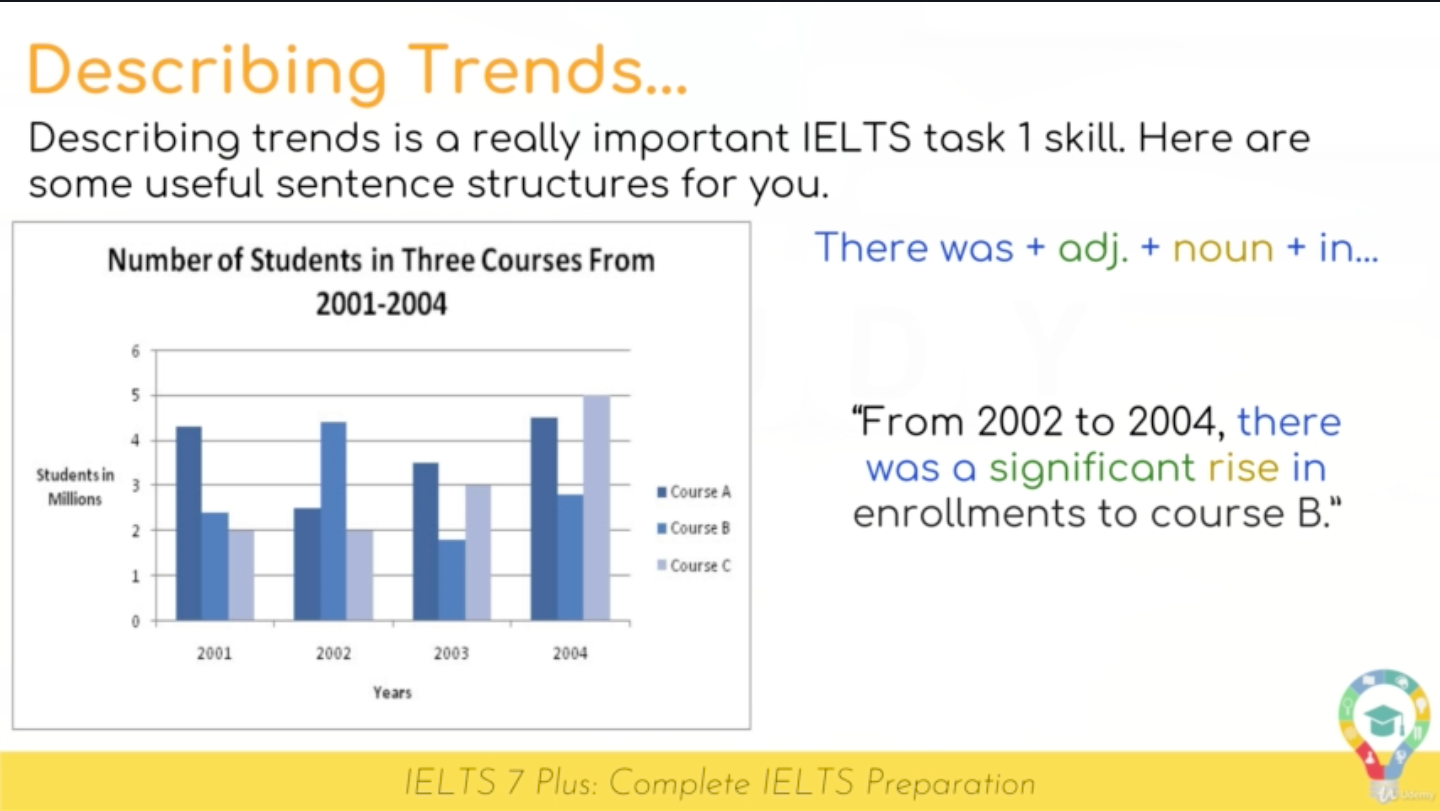 Describing Trends...
Describing trends is a really important IELTS task 1 skill. Here are
some useful sentence structures for you.
Number of Students in Three Courses From
2001-2004
6
5
4
3
2
1
0
Students in
Millions
2001
2002
2003
2004
Years
Course A
Course B
Course C
There was + adj. + noun + in...
"From 2002 to 2004, there
was a significant rise in
enrollments to course B."
IELTS 7 Plus: Complete IELTS Preparation
Udemy